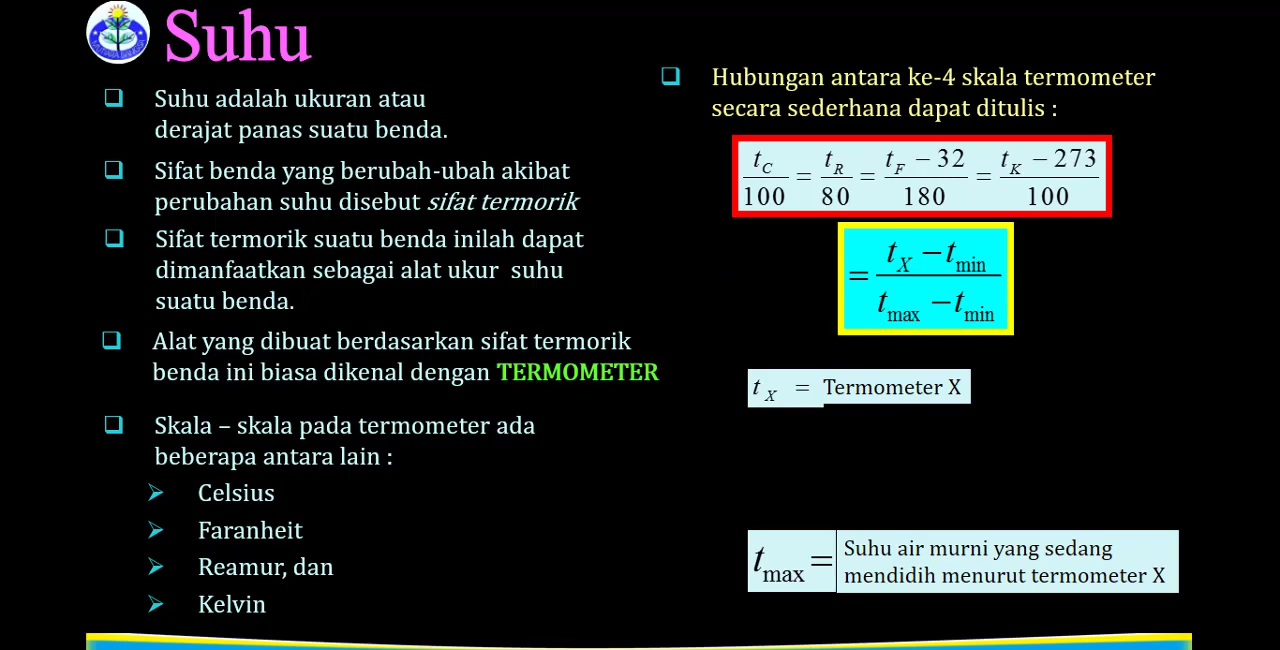 Suhu
❑ Suhu adalah ukuran atau
derajat panas suatu benda.
❑ Sifat benda yang berubah-ubah akibat
perubahan suhu disebut sifat termorik
❑ Sifat termorik suatu benda inilah dapat
dimanfaatkan sebagai alat ukur suhu
suatu benda.
❑ Alat yang dibuat berdasarkan sifat termorik
benda ini biasa dikenal dengan TERMOMETER
❑ Skala – skala pada termometer ada
beberapa antara lain :
➢ Celsius
➢ Faranheit
➢ Reamur, dan
➢ Kelvin
❑ Hubungan antara ke-4 skala termometer
secara sederhana dapat ditulis :
t_C/100 = t_R/80 = (t_F − 32)/180 = (t_K − 273)/100
= (t_X − t_min)/(t_max − t_min)
t_X = Termometer X
t_max = Suhu air murni yang sedang
mendidih menurut termometer X